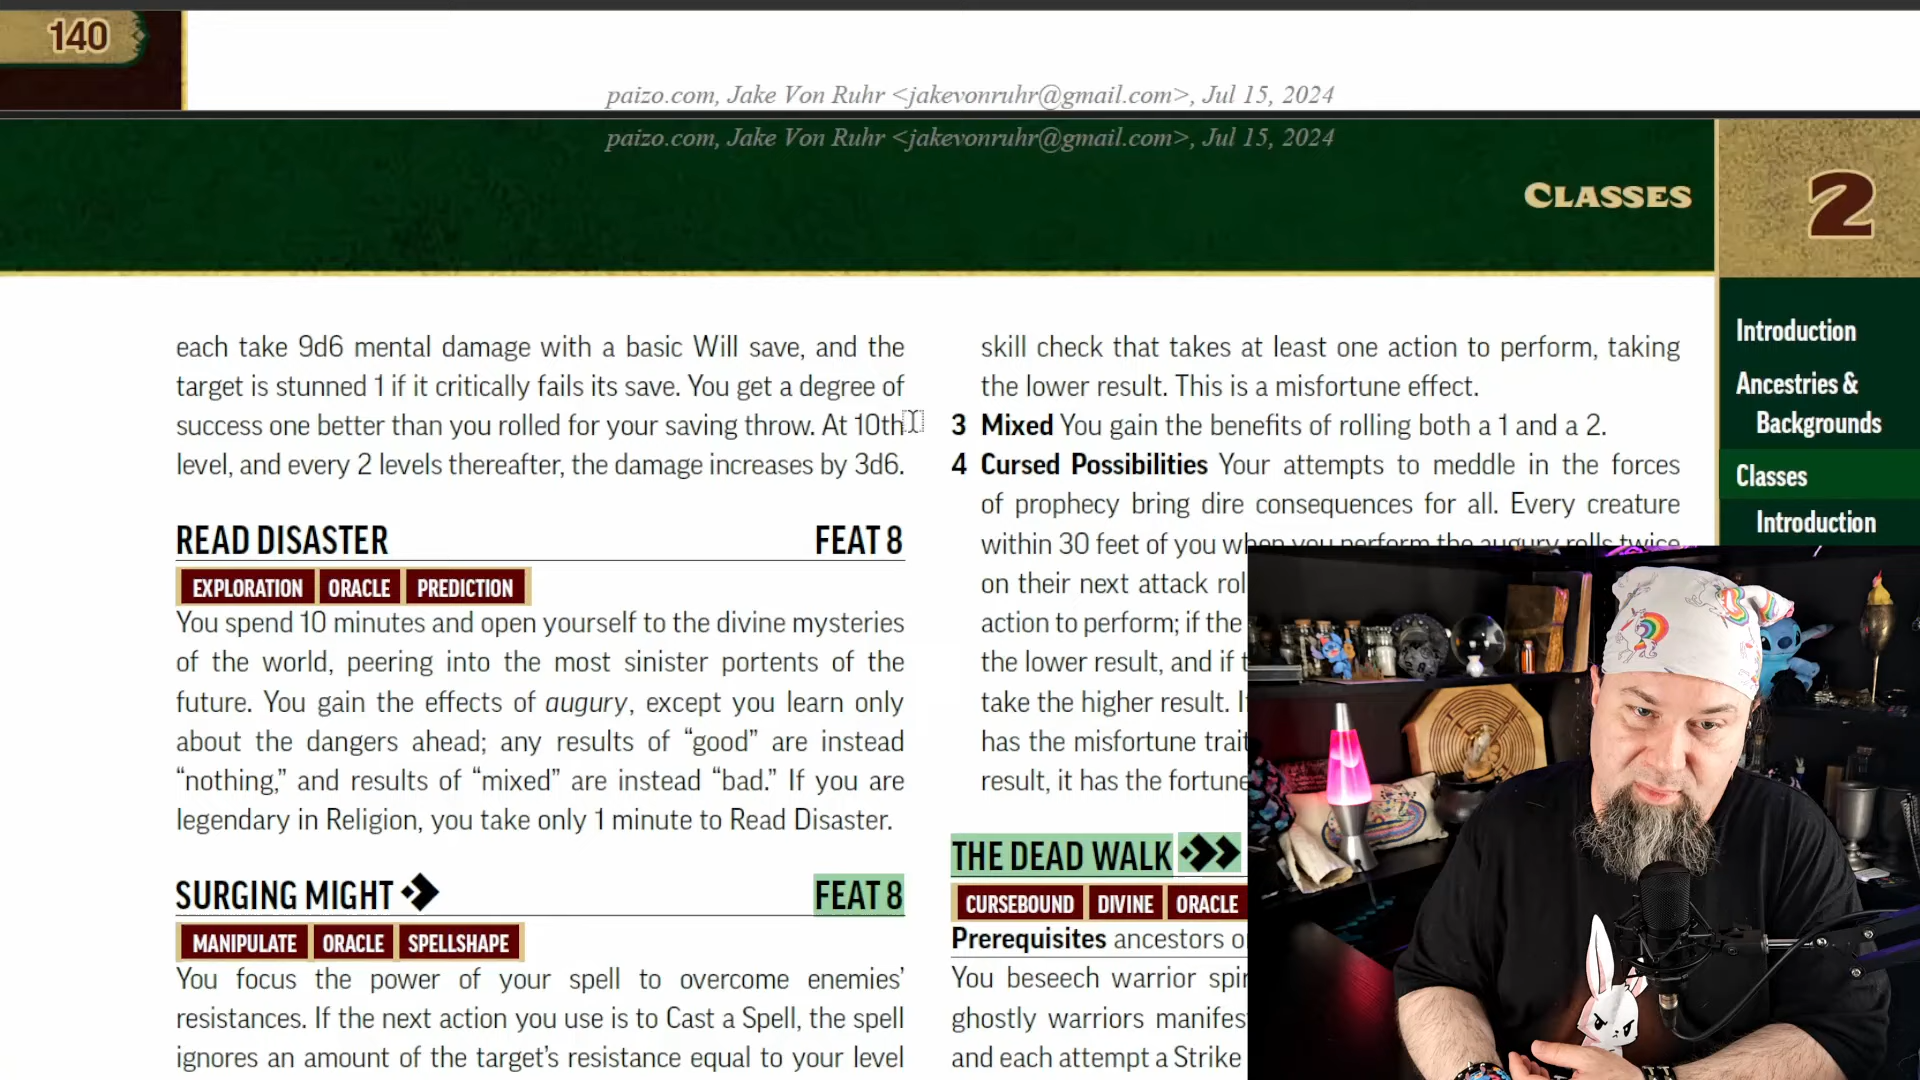 140
paizo.com, Jake Von Ruhr <jakevonruhr@gmail.com>, Jul 15, 2024
paizo.com, Jake Von Ruhr <jakevonruhr@gmail.com>, Jul 15, 2024
CLASSES
2
Introduction
Ancestries &
Backgrounds
Classes
Introduction
each take 9d6 mental damage with a basic Will save, and the
target is stunned 1 if it critically fails its save. You get a degree of
success one better than you rolled for your saving throw. At 10th
level, and every 2 levels thereafter, the damage increases by 3d6.
READ DISASTER FEAT 8
EXPLORATION ORACLE PREDICTION
You spend 10 minutes and open yourself to the divine mysteries
of the world, peering into the most sinister portents of the
future. You gain the effects of augury, except you learn only
about the dangers ahead; any results of “good” are instead
“nothing,” and results of “mixed” are instead “bad.” If you are
legendary in Religion, you take only 1 minute to Read Disaster.
SURGING MIGHT FEAT 8
MANIPULATE ORACLE SPELLSHAPE
You focus the power of your spell to overcome enemies’
resistances. If the next action you use is to Cast a Spell, the spell
ignores an amount of the target’s resistance equal to your level
skill check that takes at least one action to perform, taking
the lower result. This is a misfortune effect.
3 Mixed You gain the benefits of rolling both a 1 and a 2.
4 Cursed Possibilities Your attempts to meddle in the forces
of prophecy bring dire consequences for all. Every creature
within 30 feet of you when you perform the augury rolls twice
on their next attack rol
action to perform; if the
the lower result, and if t
take the higher result. I
has the misfortune trait
result, it has the fortune
THE DEAD WALK
CURSEBOUND DIVINE ORACLE
Prerequisites ancestors o
You beseech warrior spir
ghostly warriors manifes
and each attempt a Strike